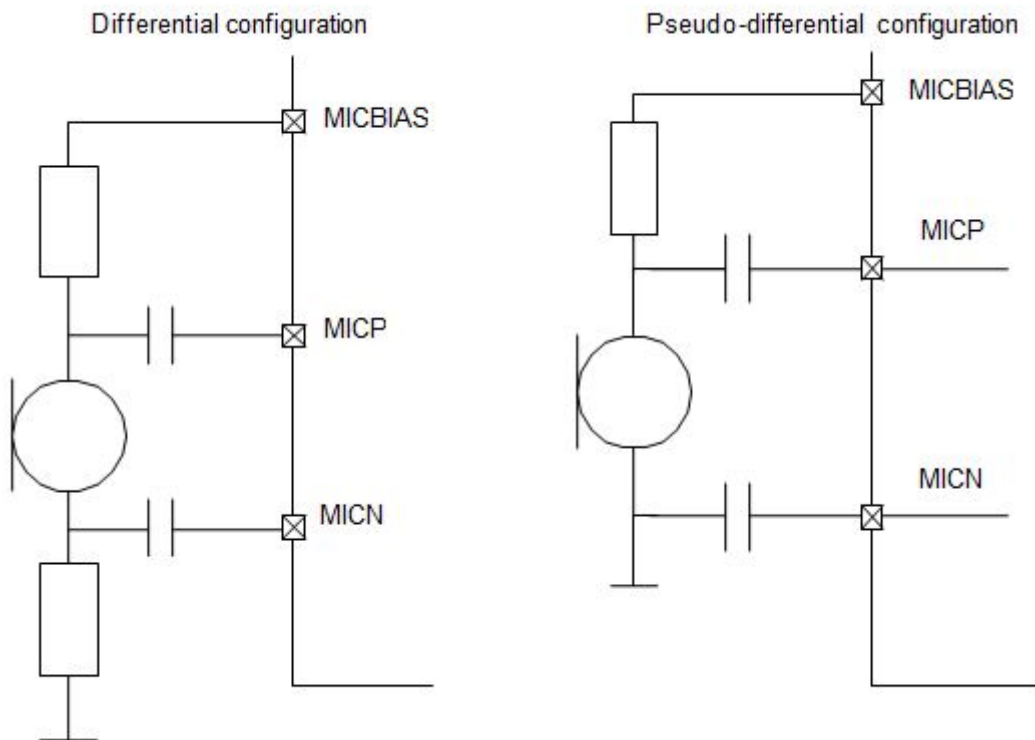 Differential configuration
MICBIAS
MICP
MICN
Pseudo-differential configuration
MICBIAS
MICP
MICN